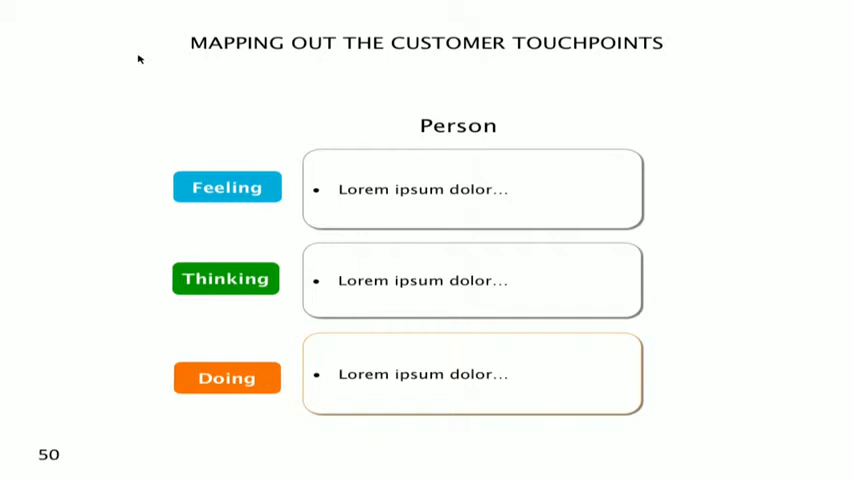 MAPPING OUT THE CUSTOMER TOUCHPOINTS
Person
Feeling
• Lorem ipsum dolor...
Thinking
• Lorem ipsum dolor...
Doing
• Lorem ipsum dolor...
50